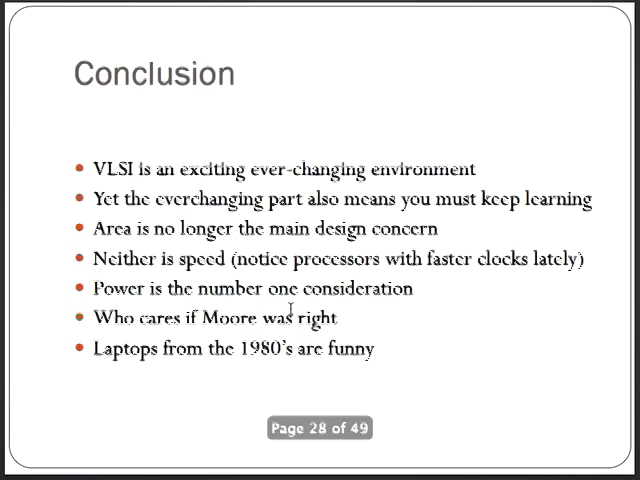 Conclusion
VLSI is an exciting ever-changing environment
Yet the everchanging part also means you must keep learning
Area is no longer the main design concern
Neither is speed (notice processors with faster clocks lately)
Power is the number one consideration
Who cares if Moore was right
Laptops from the 1980's are funny
Page 28 of 49